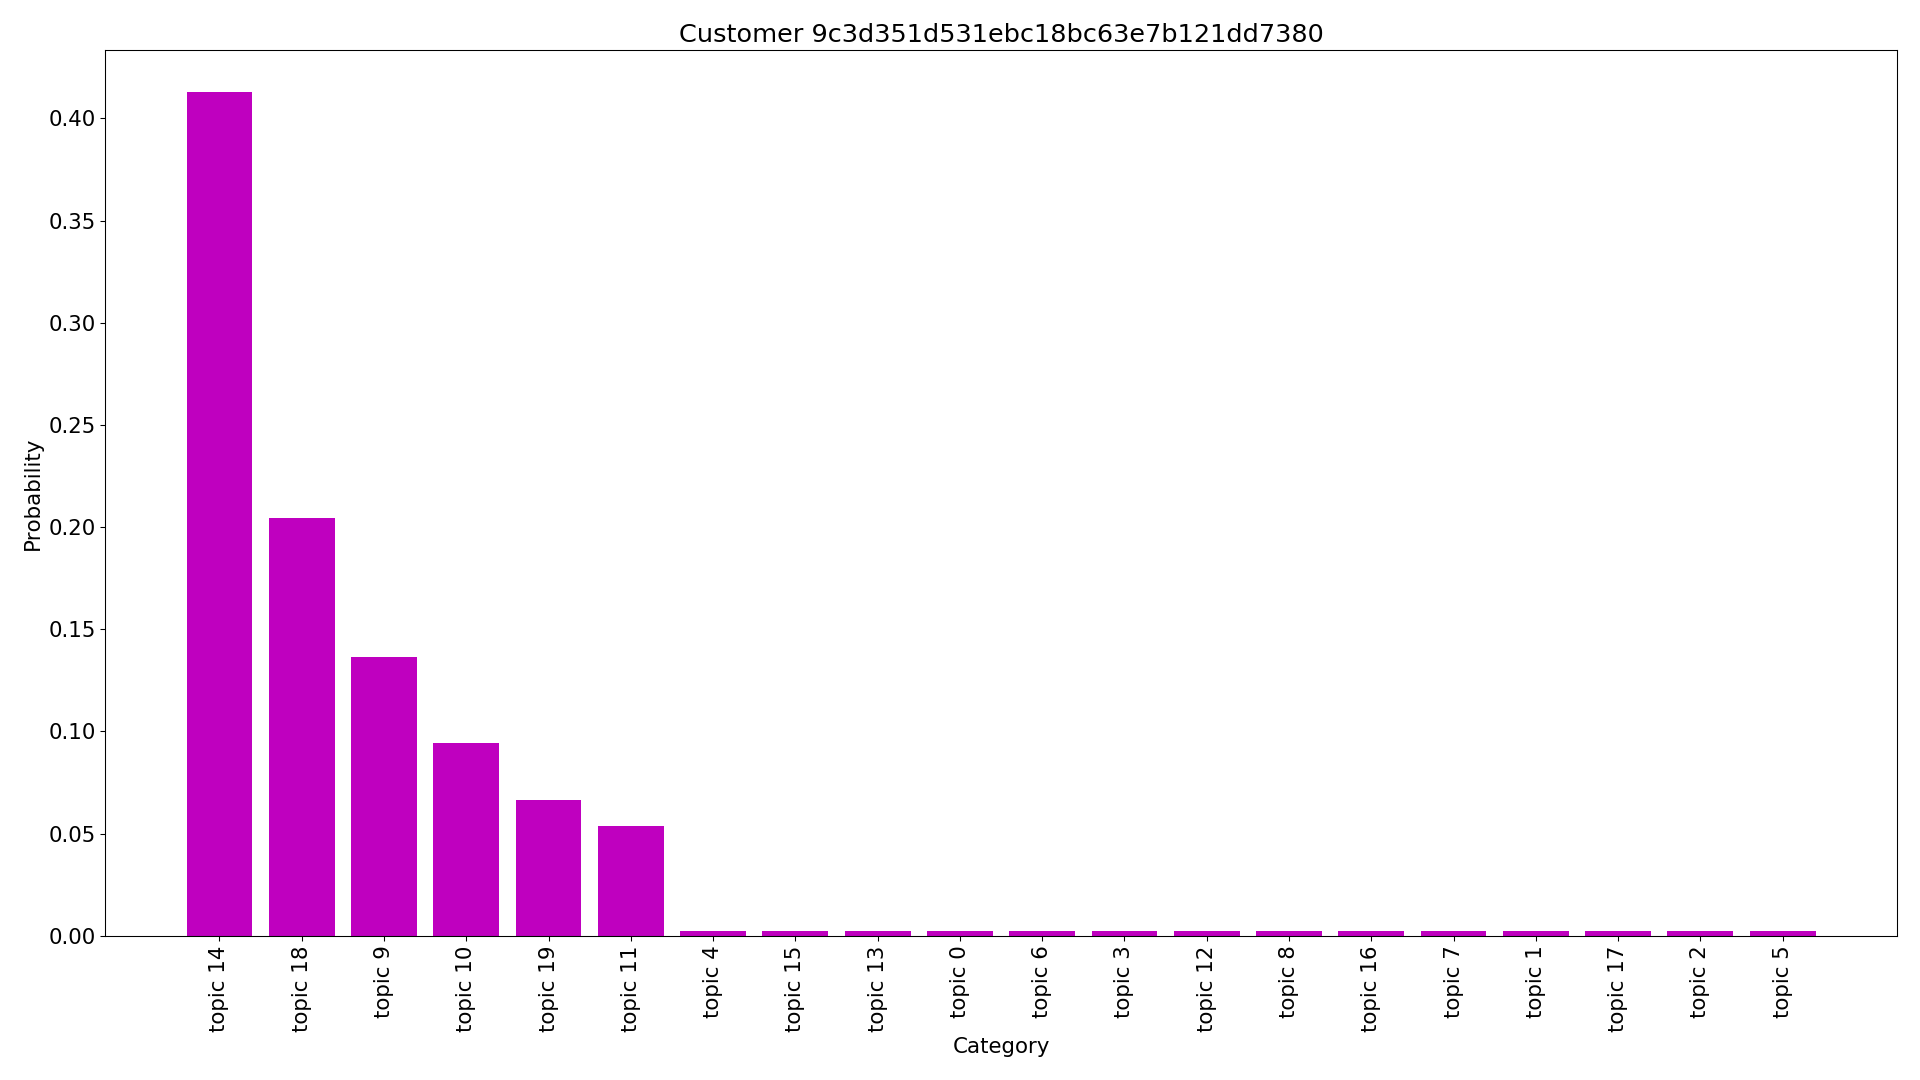 Customer 9c3d351d531ebc18bc63e7b121dd7380
Probability
0.40
0.35
0.30
0.25
0.20
0.15
0.10
0.05
0.00
topic 14
topic 18
topic 9
topic 10
topic 19
topic 11
topic 4
topic 15
topic 13
topic 0
topic 6
topic 3
topic 12
topic 8
topic 16
topic 7
topic 1
topic 17
topic 2
topic 5
Category